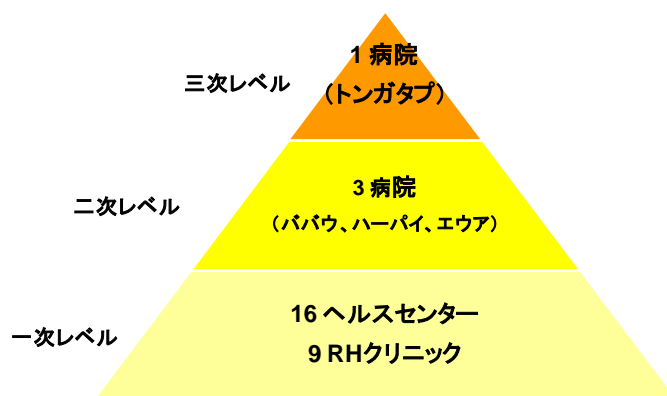 1 病院
三次レベル
（トンガタプ）
3 病院
二次レベル
（ババウ、ハーパイ、エウア）
16 ヘルスセンター
一次レベル
9 RHクリニック